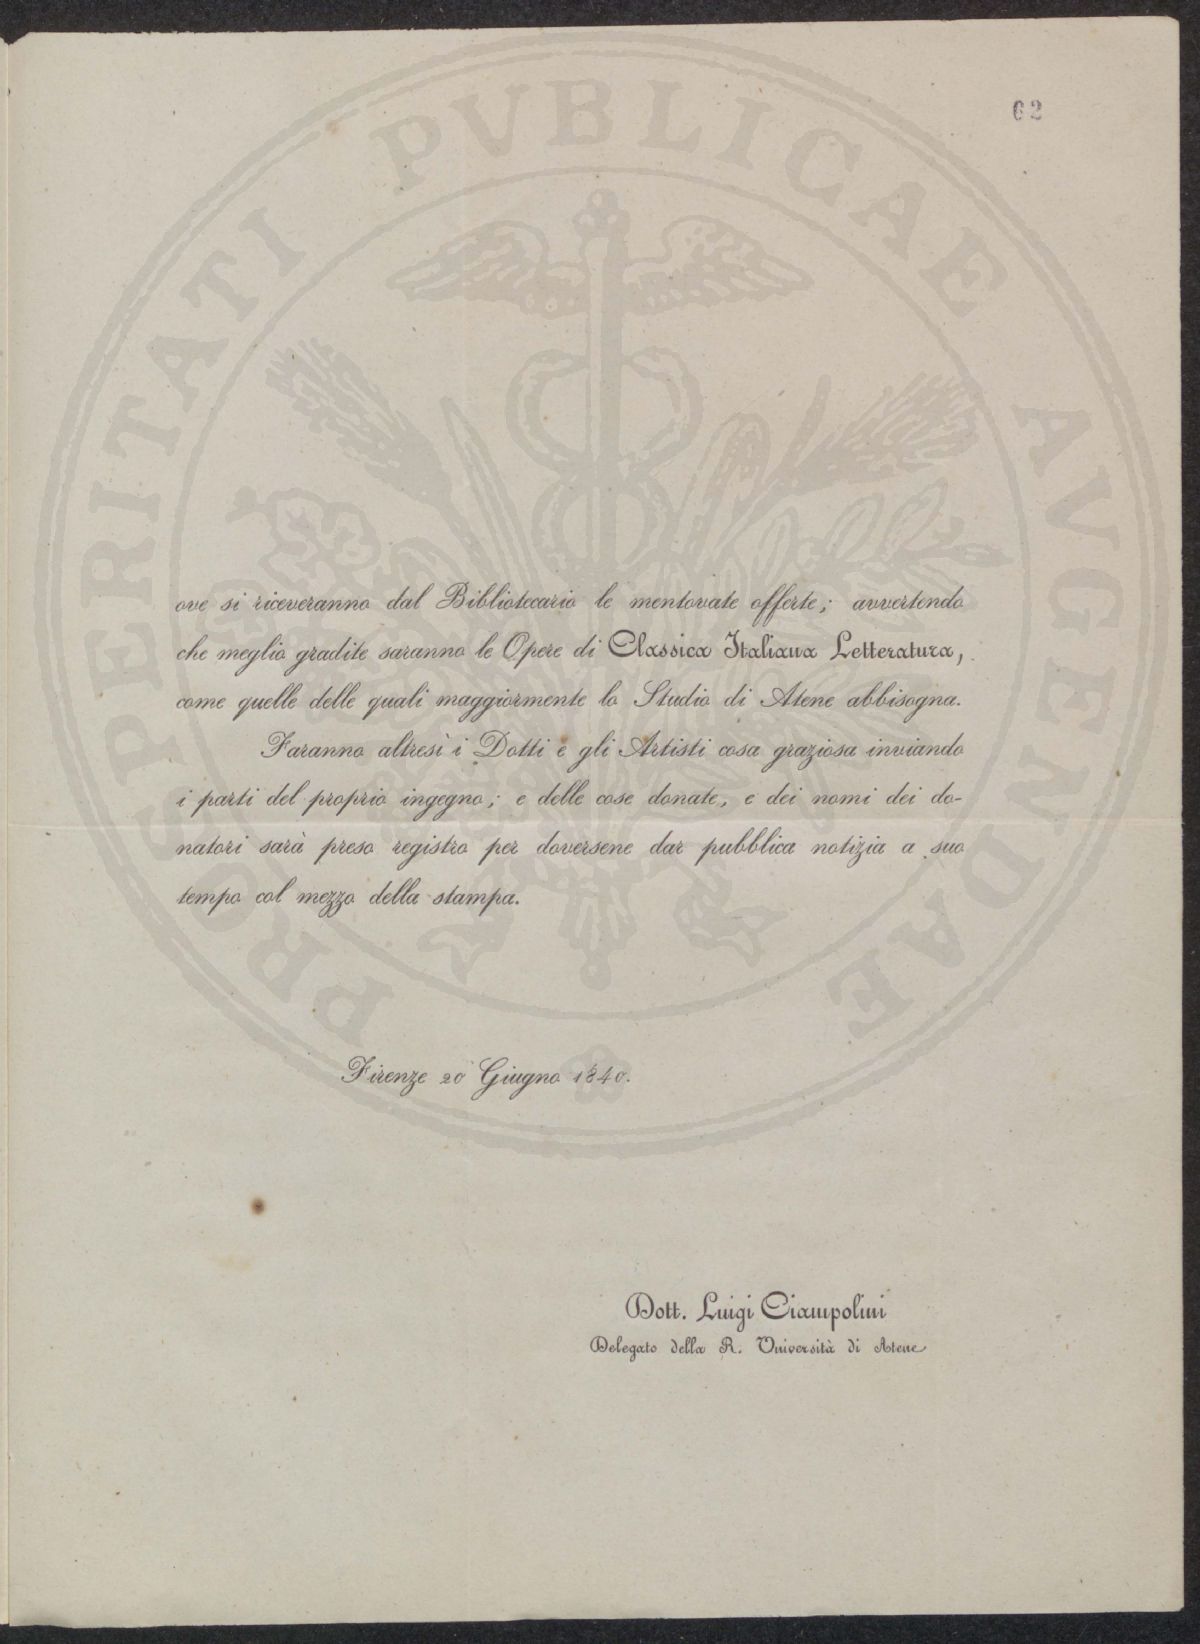 62
PROSPERITATI PVBLICAE AVGENDAE
ove si riceveranno dal Bibliotecario le mentovate offerte; avvertendo
che meglio gradite saranno le Opere di Classica Italiana Letteratura,
come quelle delle quali maggiormente lo Studio di Atene abbisogna.
Faranno altresì i Dotti e gli Artisti cosa graziosa inviando
i parti del proprio ingegno; e delle cose donate, e dei nomi dei do-
natori sarà preso registro per doversene dar pubblica notizia a suo
tempo col mezzo della stampa.
Firenze 20 Giugno 1840.
Dott. Luigi Ciampolini
Delegato della R. Università di Atene